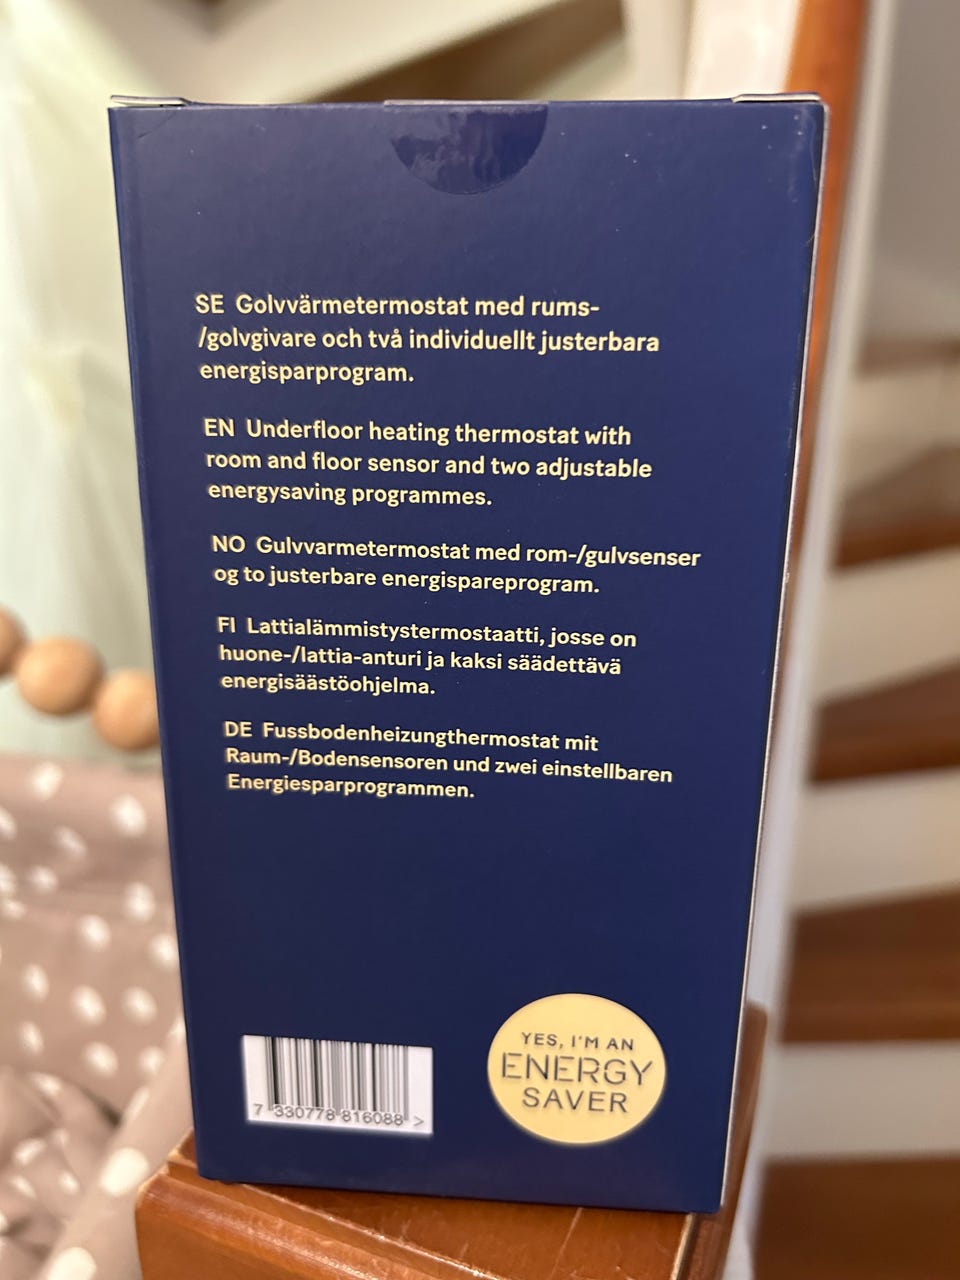 SE Golvvärmetermostat med rums-
/golvgivare och två individuellt justerbara
energisparprogram.
EN Underfloor heating thermostat with
room and floor sensor and two adjustable
energysaving programmes.
NO Gulvvarmetermostat med rom-/gulvsenser
og to justerbare energispareprogram.
FI Lattialämmistystermostaatti, josse on
huone-/lattia-anturi ja kaksi säädettävä
energisäästöohjelma.
DE Fussbodenheizungthermostat mit
Raum-/Bodensensoren und zwei einstellbaren
Energiesparprogrammen.
7 330778 816088 >
YES, I'M AN
ENERGY
SAVER